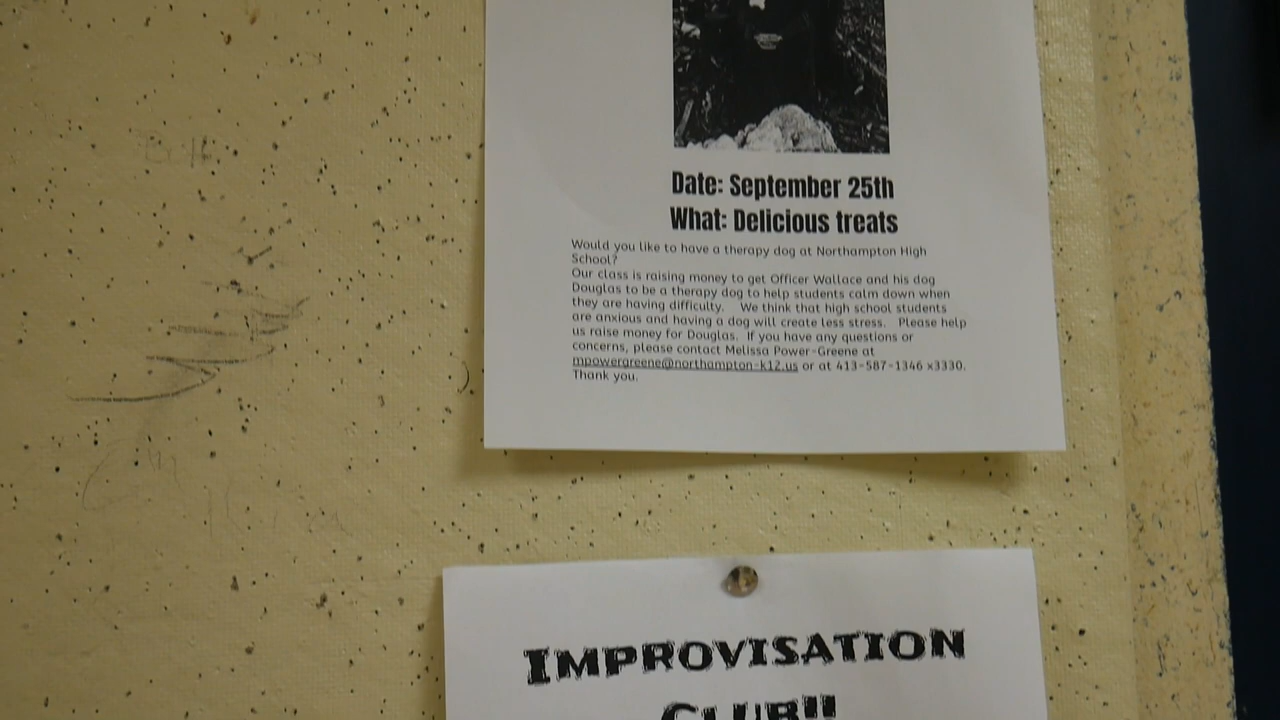 Date: September 25th
What: Delicious treats
Would you like to have a therapy dog at Northampton High
School?
Our class is raising money to get Officer Wallace and his dog
Douglas to be a therapy dog to help students calm down when
they are having difficulty. We think that high school students
are anxious and having a dog will create less stress. Please help
us raise money for Douglas. If you have any questions or
concerns, please contact Melissa Power-Greene at
mpowergreene@northampton-k12.us or at 413-587-1346 x3330.
Thank you.
IMPROVISATION
CLUB!!